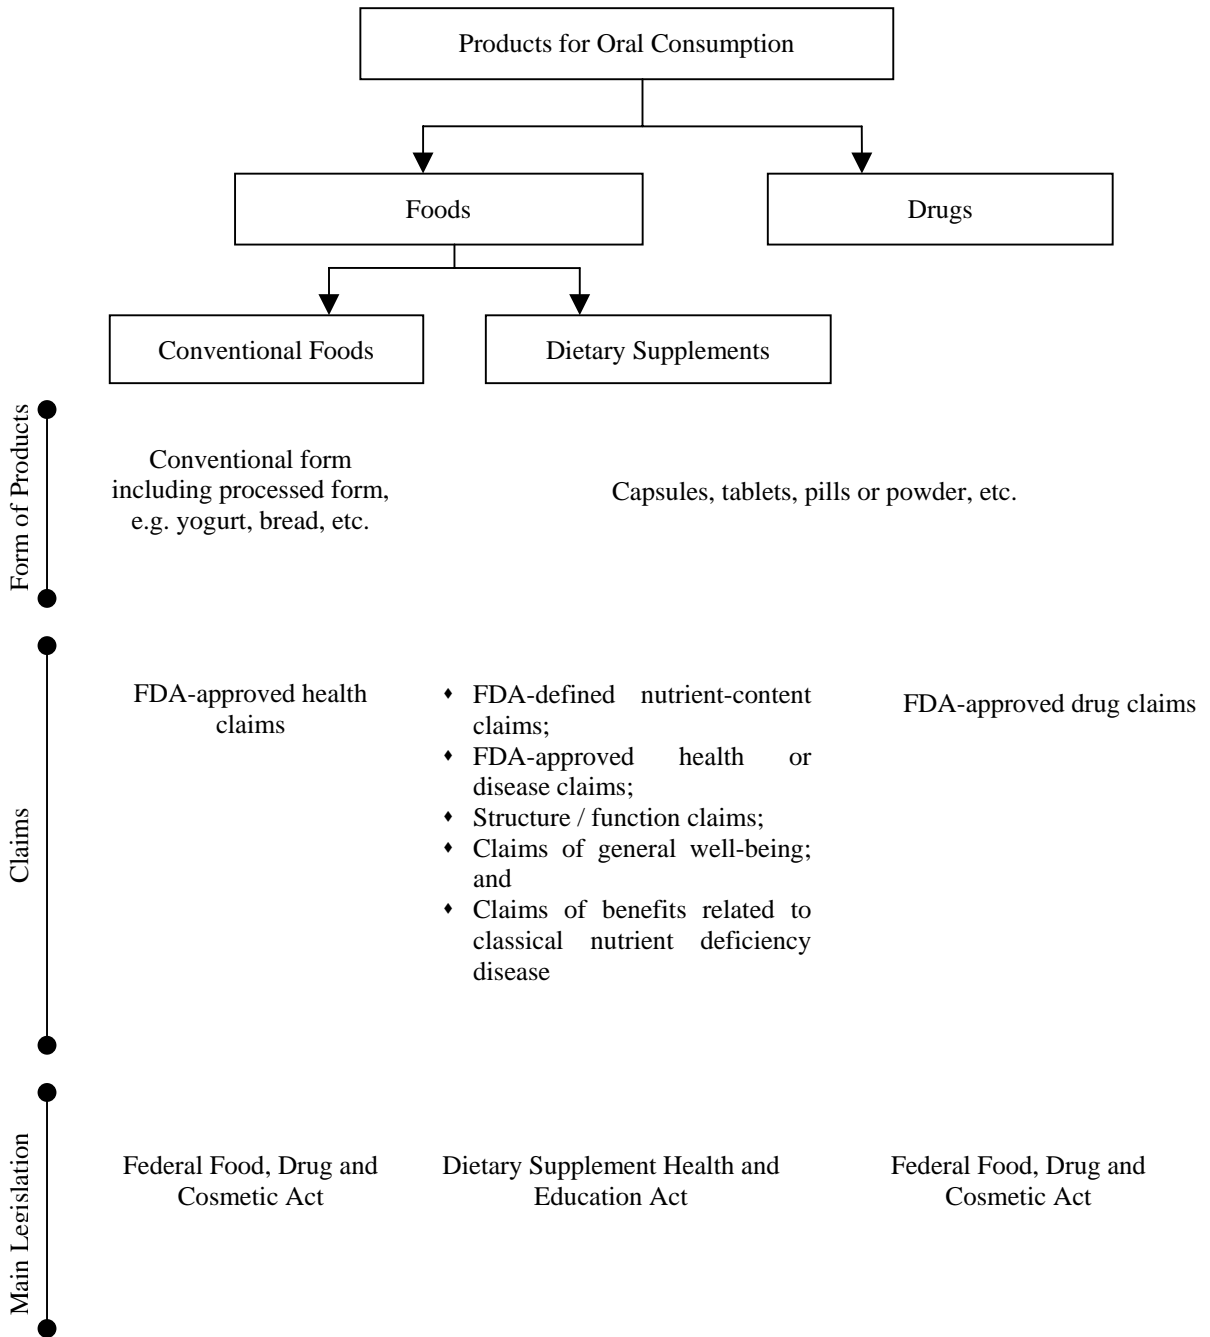 Products for Oral Consumption
Foods
Drugs
Conventional Foods
Dietary Supplements
Form of Products
Conventional form
including processed form,
e.g. yogurt, bread, etc.
Capsules, tablets, pills or powder, etc.
Claims
FDA-approved health
claims
♦ FDA-defined nutrient-content
claims;
♦ FDA-approved health or
disease claims;
♦ Structure / function claims;
♦ Claims of general well-being;
and
♦ Claims of benefits related to
classical nutrient deficiency
disease
FDA-approved drug claims
Main Legislation
Federal Food, Drug and
Cosmetic Act
Dietary Supplement Health and
Education Act
Federal Food, Drug and
Cosmetic Act